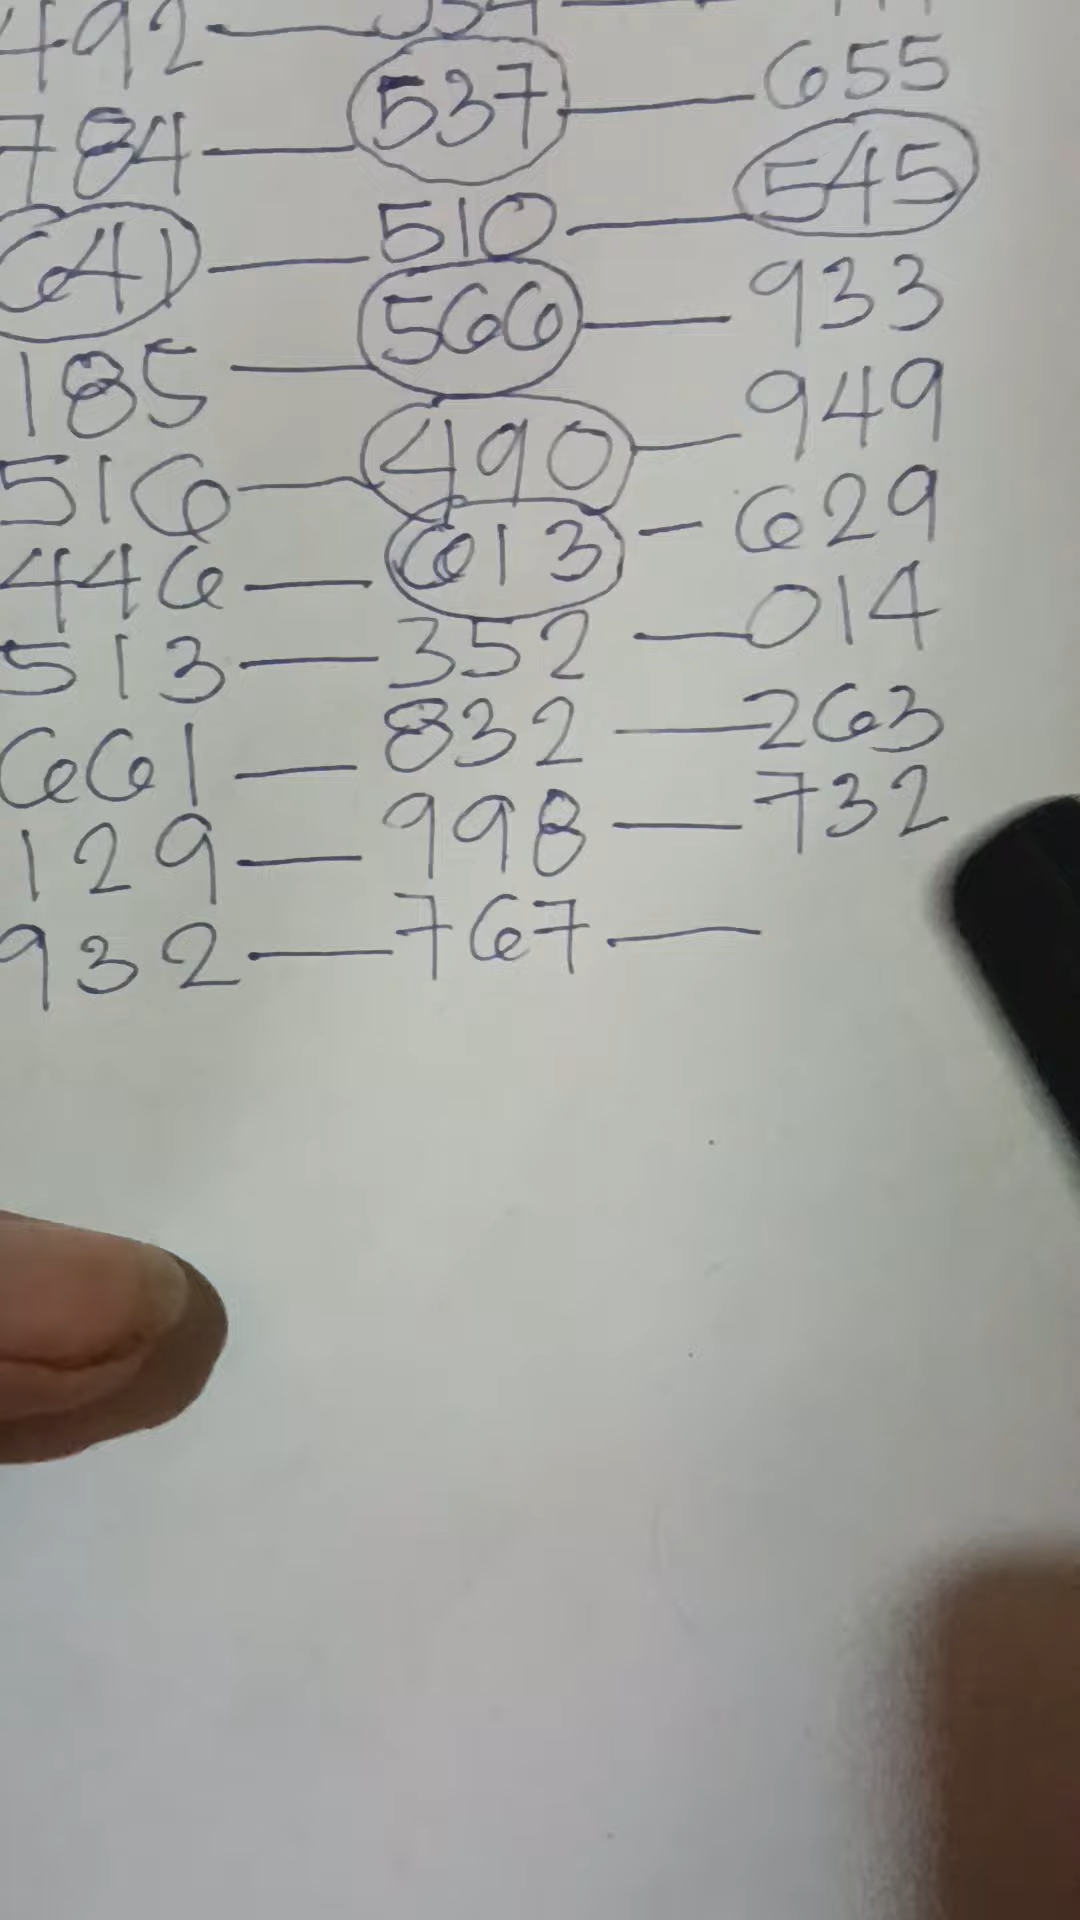 492 — 534 —
784 — 537 — 655
641 — 510 — 545
185 — 566 — 933
516 — 490 — 949
446 — 613 — 629
513 — 352 — 014
661 — 832 — 263
129 — 998 — 732
932 — 767 —